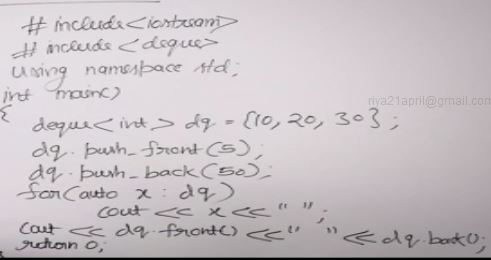 # include <iostream>
# include <deque>
using namespace std;
int main()
{
riya21april@gmail.com
deque<int> dq = {10, 20, 30};
dq.push_front(5);
dq.push_back(50);
for(auto x : dq)
cout << x << " ";
cout << dq.front() << " " << dq.back();
return 0;